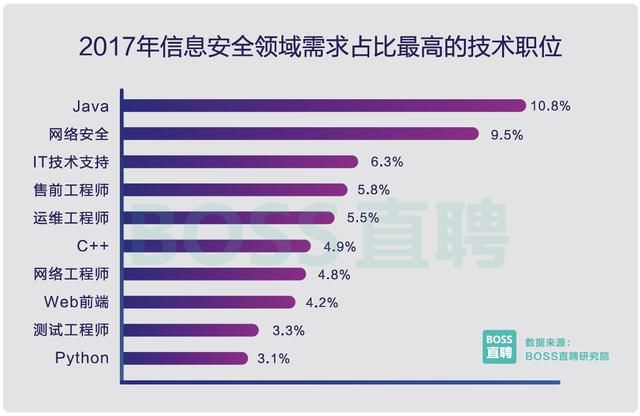 2017年信息安全领域需求占比最高的技术职位
Java 10.8%
网络安全 9.5%
IT技术支持 6.3%
售前工程师 5.8%
运维工程师 5.5%
C++ 4.9%
网络工程师 4.8%
Web前端 4.2%
测试工程师 3.3%
Python 3.1%
BOSS直聘
BOSS
直聘
数据来源：
BOSS直聘研究院